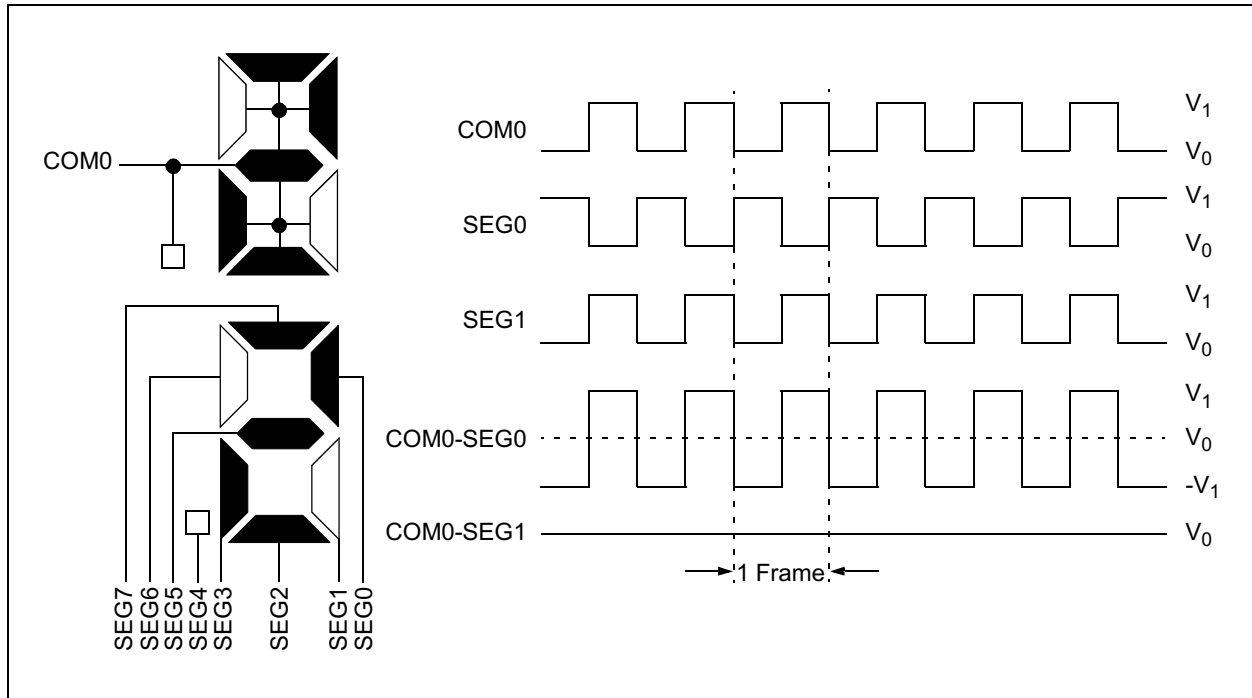 COM0
COM0
V1
V0
SEG0
V1
V0
SEG1
V1
V0
COM0-SEG0
V1
V0
-V1
COM0-SEG1
V0
1 Frame
SEG7
SEG6
SEG5
SEG4
SEG3
SEG2
SEG1
SEG0